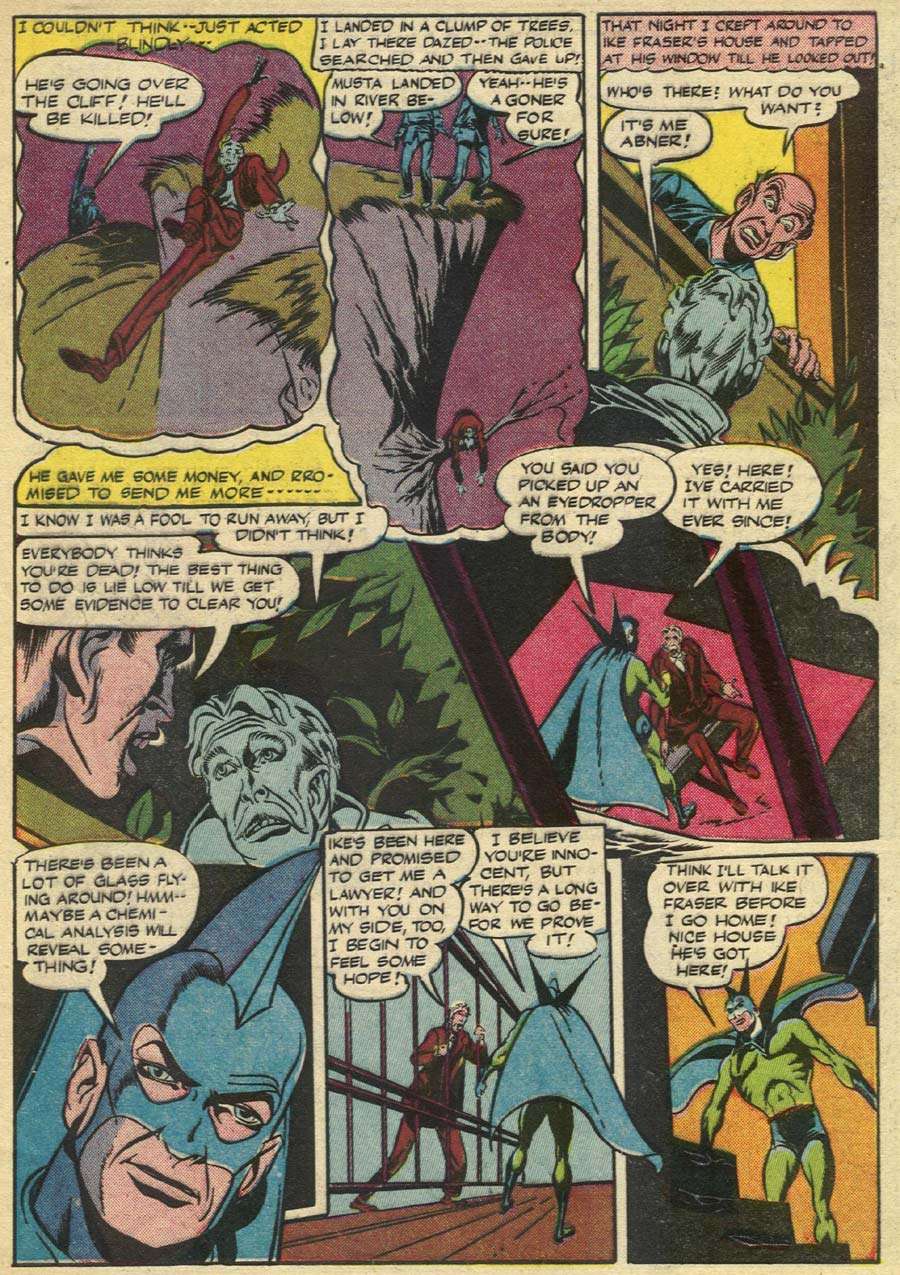 I COULDN'T THINK--JUST ACTED
BLINDLY---
HE'S GOING OVER
THE CLIFF! HE'LL
BE KILLED!
I LANDED IN A CLUMP OF TREES,
I LAY THERE DAZED--THE POLICE
SEARCHED AND THEN GAVE UP!
MUSTA LANDED
IN RIVER BE-
LOW!
YEAH--HE'S
A GONER
FOR
SURE!
THAT NIGHT I CREPT AROUND TO
IKE FRASER'S HOUSE AND TAPPED
AT HIS WINDOW TILL HE LOOKED OUT!
WHO'S THERE! WHAT DO YOU
WANT?
IT'S ME
ABNER!
HE GAVE ME SOME MONEY, AND RRO-
MISED TO SEND ME MORE------
I KNOW I WAS A FOOL TO RUN AWAY, BUT I
DIDN'T THINK!
EVERYBODY THINKS
YOU'RE DEAD! THE BEST THING
TO DO IS LIE LOW TILL WE GET
SOME EVIDENCE TO CLEAR YOU!
YOU SAID YOU
PICKED UP AN
AN EYEDROPPER
FROM THE
BODY!
YES! HERE!
I'VE CARRIED
IT WITH ME
EVER SINCE!
THERE'S BEEN A
LOT OF GLASS FLY-
ING AROUND! HMM--
MAYBE A CHEMI-
CAL ANALYSIS WILL
REVEAL SOME-
THING!
IKE'S BEEN HERE
AND PROMISED
TO GET ME A
LAWYER! AND
WITH YOU ON
MY SIDE, TOO,
I BEGIN TO
FEEL SOME
HOPE!
I BELIEVE
YOU'RE INNO-
CENT, BUT
THERE'S A LONG
WAY TO GO BE-
FOR WE PROVE
IT!
THINK I'LL TALK IT
OVER WITH IKE
FRASER BEFORE
I GO HOME!
NICE HOUSE
HE'S GOT
HERE!